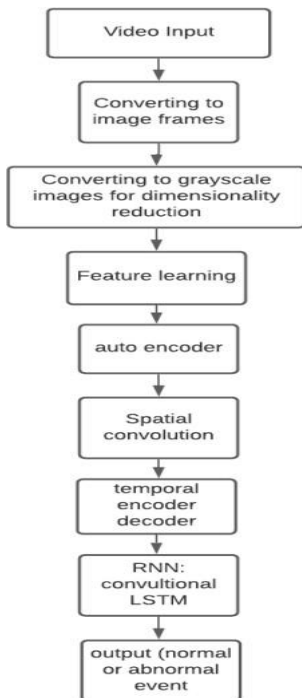 Video Input
Converting to
image frames
Converting to grayscale
images for dimensionality
reduction
Feature learning
auto encoder
Spatial
convolution
temporal
encoder
decoder
RNN:
convultional
LSTM
output (normal
or abnormal
event